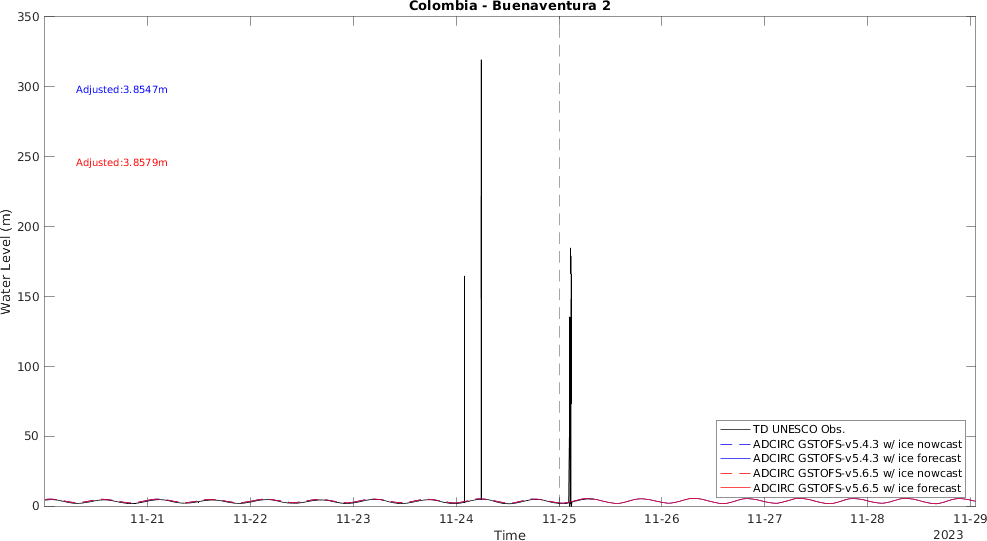 Colombia - Buenaventura 2
350
300
250
200
150
100
50
0
Water Level (m)
Adjusted:3.8547m
Adjusted:3.8579m
TD UNESCO Obs.
ADCIRC GSTOFS-v5.4.3 w/ ice nowcast
ADCIRC GSTOFS-v5.4.3 w/ ice forecast
ADCIRC GSTOFS-v5.6.5 w/ ice nowcast
ADCIRC GSTOFS-v5.6.5 w/ ice forecast
11-21 11-22 11-23 11-24 11-25 11-26 11-27 11-28 11-29
Time
2023